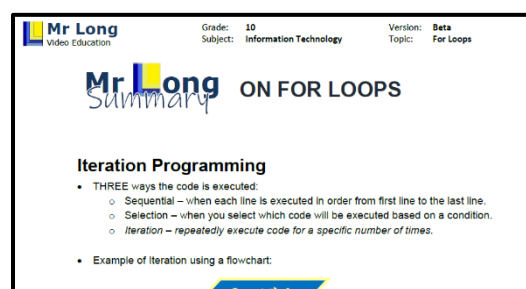 Mr Long
Video Education
Grade: 10
Subject: Information Technology
Version: Beta
Topic: For Loops
Mr Long
Summary
ON FOR LOOPS
Iteration Programming
• THREE ways the code is executed:
o Sequential – when each line is executed in order from first line to the last line.
o Selection – when you select which code will be executed based on a condition.
o Iteration – repeatedly execute code for a specific number of times.
• Example of Iteration using a flowchart: